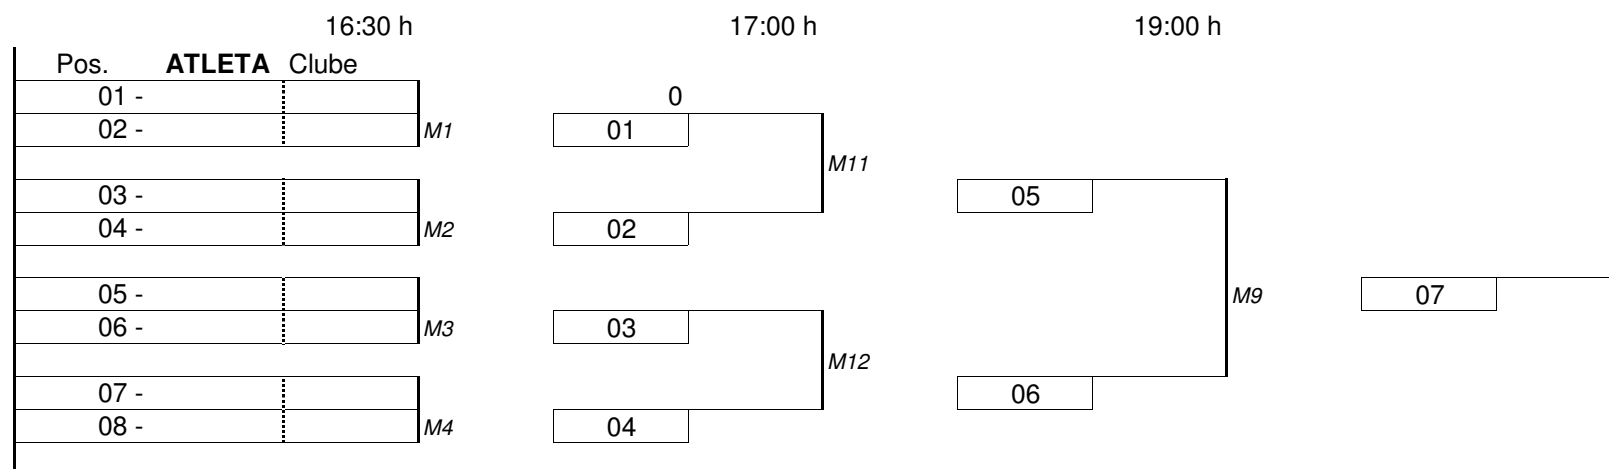 16:30 h 17:00 h 19:00 h
Pos. ATLETA Clube
01 - 0
02 - M1 01
M11
03 - 05
04 - M2 02
05 - M9 07
06 - M3 03
M12
07 - 06
08 - M4 04